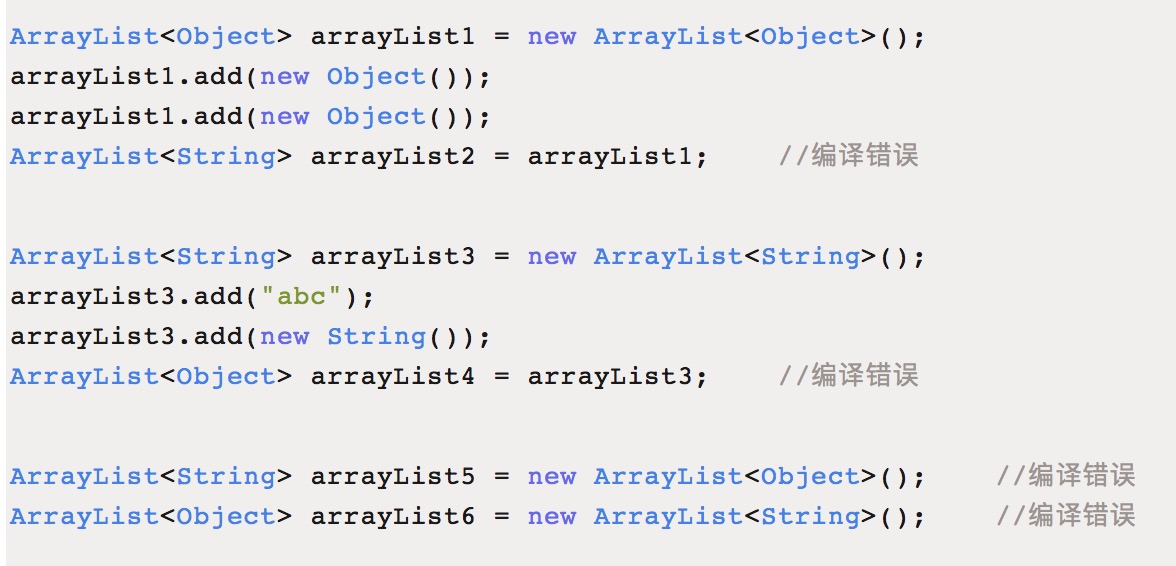 ArrayList<Object> arrayList1 = new ArrayList<Object>();
arrayList1.add(new Object());
arrayList1.add(new Object());
ArrayList<String> arrayList2 = arrayList1; //编译错误
ArrayList<String> arrayList3 = new ArrayList<String>();
arrayList3.add("abc");
arrayList3.add(new String());
ArrayList<Object> arrayList4 = arrayList3; //编译错误
ArrayList<String> arrayList5 = new ArrayList<Object>(); //编译错误
ArrayList<Object> arrayList6 = new ArrayList<String>(); //编译错误